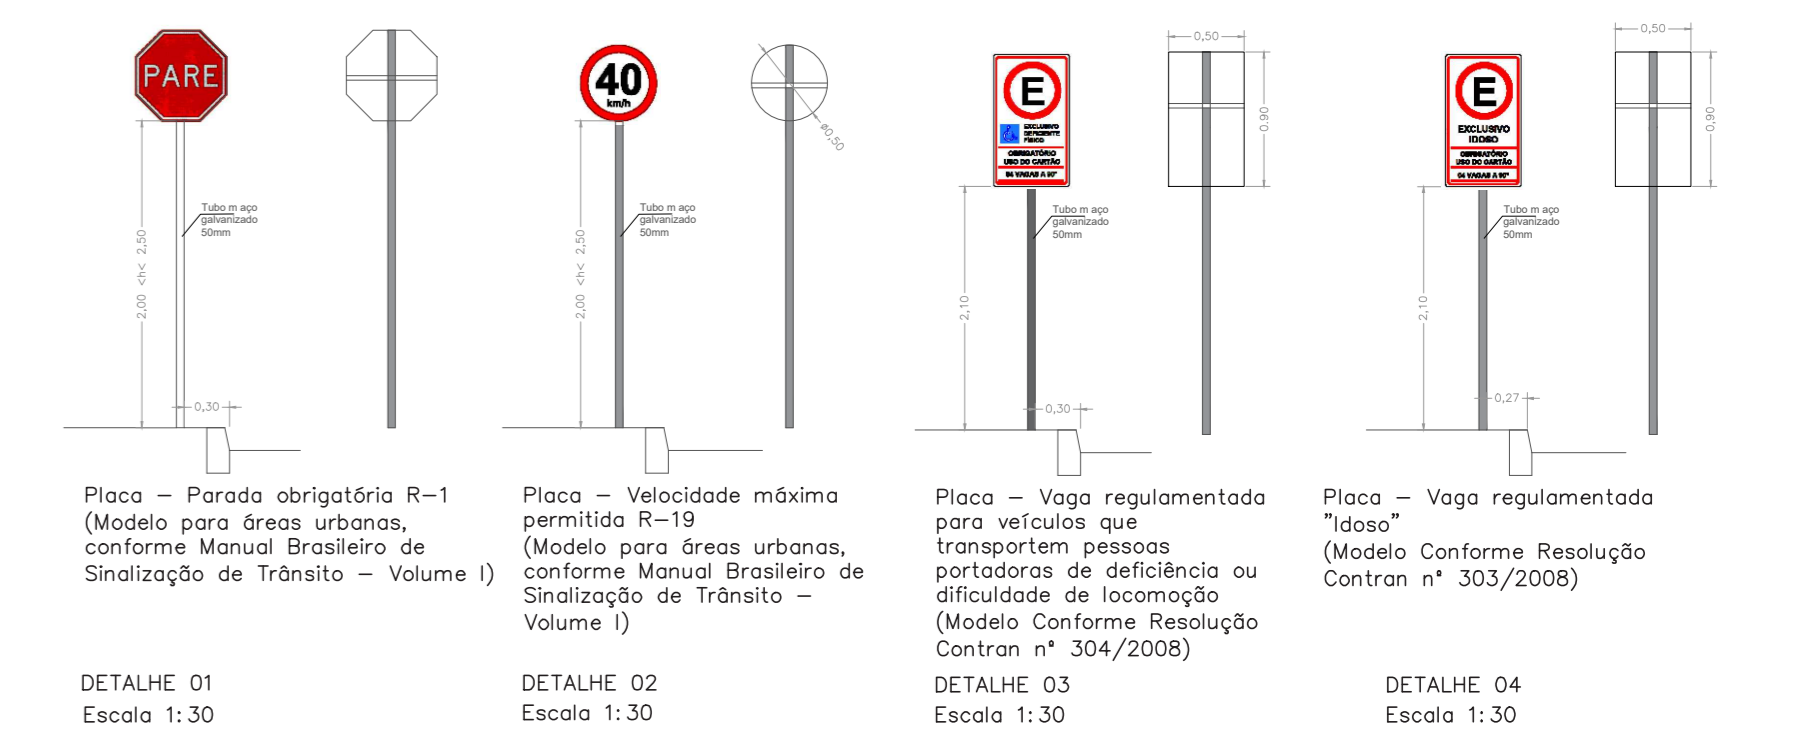 PARE
2,00 <h< 2,50
Tubo m aço
galvanizado
50mm
0,30
Placa – Parada obrigatória R–1
(Modelo para áreas urbanas,
conforme Manual Brasileiro de
Sinalização de Trânsito – Volume I)
DETALHE 01
Escala 1:30
40
km/h
ø0,50
2,00 <h< 2,50
Tubo m aço
galvanizado
50mm
Placa – Velocidade máxima
permitida R–19
(Modelo para áreas urbanas,
conforme Manual Brasileiro de
Sinalização de Trânsito –
Volume I)
DETALHE 02
Escala 1:30
E
EXCLUSIVO
DEFICIENTE
FÍSICO
OBRIGATÓRIO
USO DO CARTÃO
04 VAGAS A 90°
0,50
0.90
2,10
Tubo m aço
galvanizado
50mm
0,30
Placa – Vaga regulamentada
para veículos que
transportem pessoas
portadoras de deficiência ou
dificuldade de locomoção
(Modelo Conforme Resolução
Contran nº 304/2008)
DETALHE 03
Escala 1:30
E
EXCLUSIVO
IDOSO
OBRIGATÓRIO
USO DO CARTÃO
04 VAGAS A 90°
0,50
0,90
2,10
Tubo m aço
galvanizado
50mm
0,27
Placa – Vaga regulamentada
"Idoso"
(Modelo Conforme Resolução
Contran nº 303/2008)
DETALHE 04
Escala 1:30